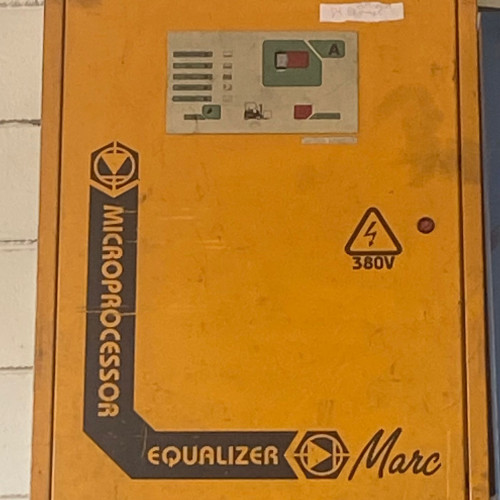 A
380V
MICROPROCESSOR
EQUALIZER
Marc